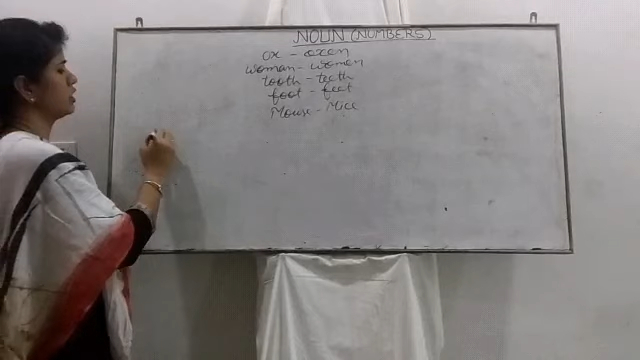 NOUN (NUMBERS)
ox - oxen
woman - women
tooth - teeth
foot - feet
Mouse - Mice